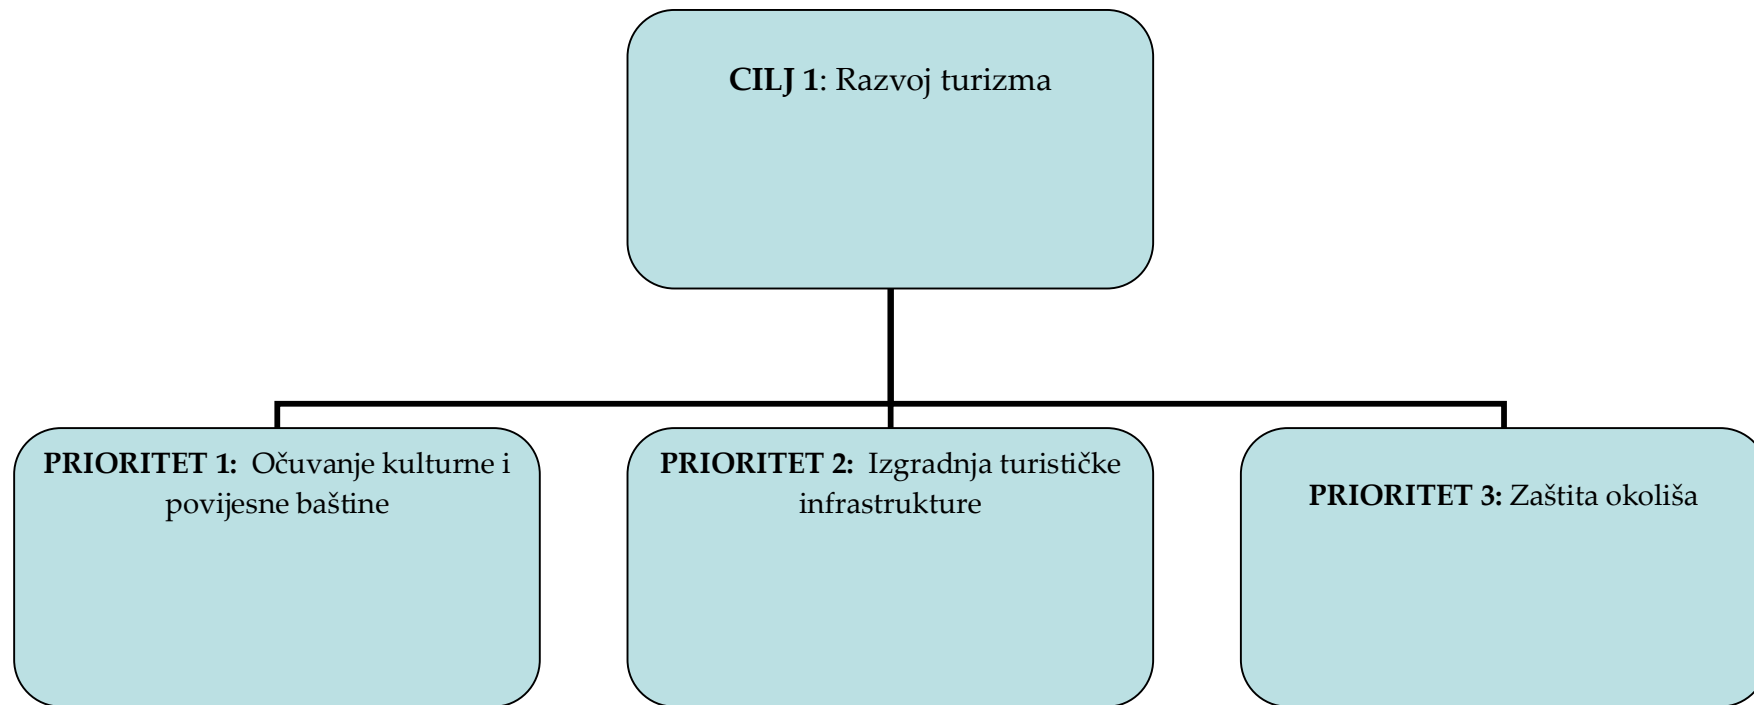 CILJ 1: Razvoj turizma
PRIORITET 1: Očuvanje kulturne i
povijesne baštine
PRIORITET 2: Izgradnja turističke
infrastrukture
PRIORITET 3: Zaštita okoliša